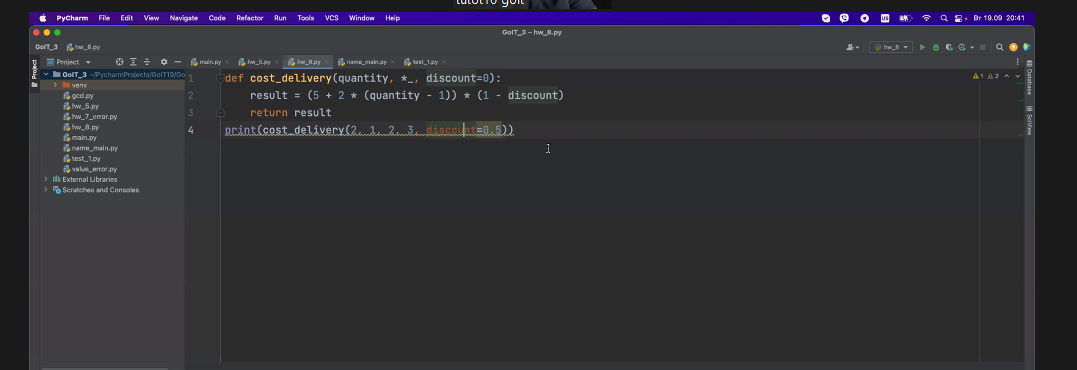 tutor10 goit
PyCharm File Edit View Navigate Code Refactor Run Tools VCS Window Help Вт 19.09 20:41
GoIT_3 – hw_8.py
GoIT_3 hw_8.py hw_8
Project main.py hw_5.py hw_8.py name_main.py test_1.py
Project
GoIT_3 ~/PycharmProjects/GoIT19/Go
venv
gcd.py
hw_5.py
hw_7_error.py
hw_8.py
main.py
name_main.py
test_1.py
value_error.py
External Libraries
Scratches and Consoles
1 def cost_delivery(quantity, *_, discount=0):
2 result = (5 + 2 * (quantity - 1)) * (1 - discount)
3 return result
4 print(cost_delivery(2, 1, 2, 3, discount=0.5))
1 2
Database
SciView